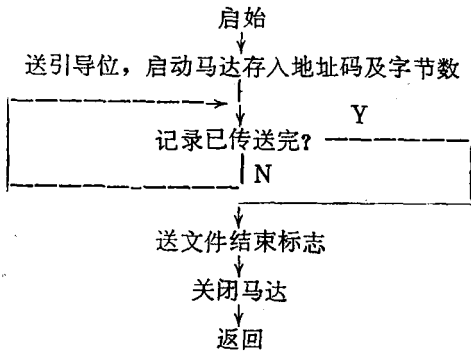 启始
送引导位，启动马达存入地址码及字节数
Y
记录已传送完?
N
送文件结束标志
关闭马达
返回